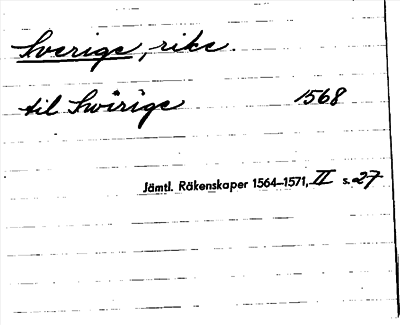 Sverige, rike.
til Swirige 1568
Jämtl. Räkenskaper 1564–1571, II s. 27